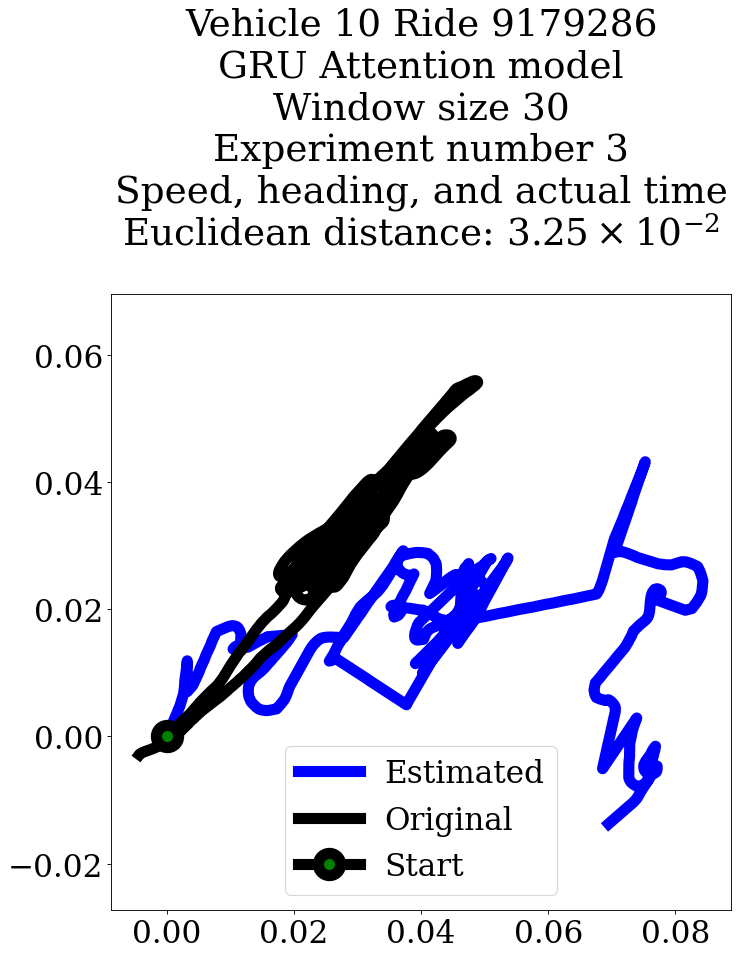 Vehicle 10 Ride 9179286
GRU Attention model
Window size 30
Experiment number 3
Speed, heading, and actual time
Euclidean distance: 3.25 × 10⁻²
0.06
0.04
0.02
0.00
−0.02
Estimated
Original
Start
0.00 0.02 0.04 0.06 0.08